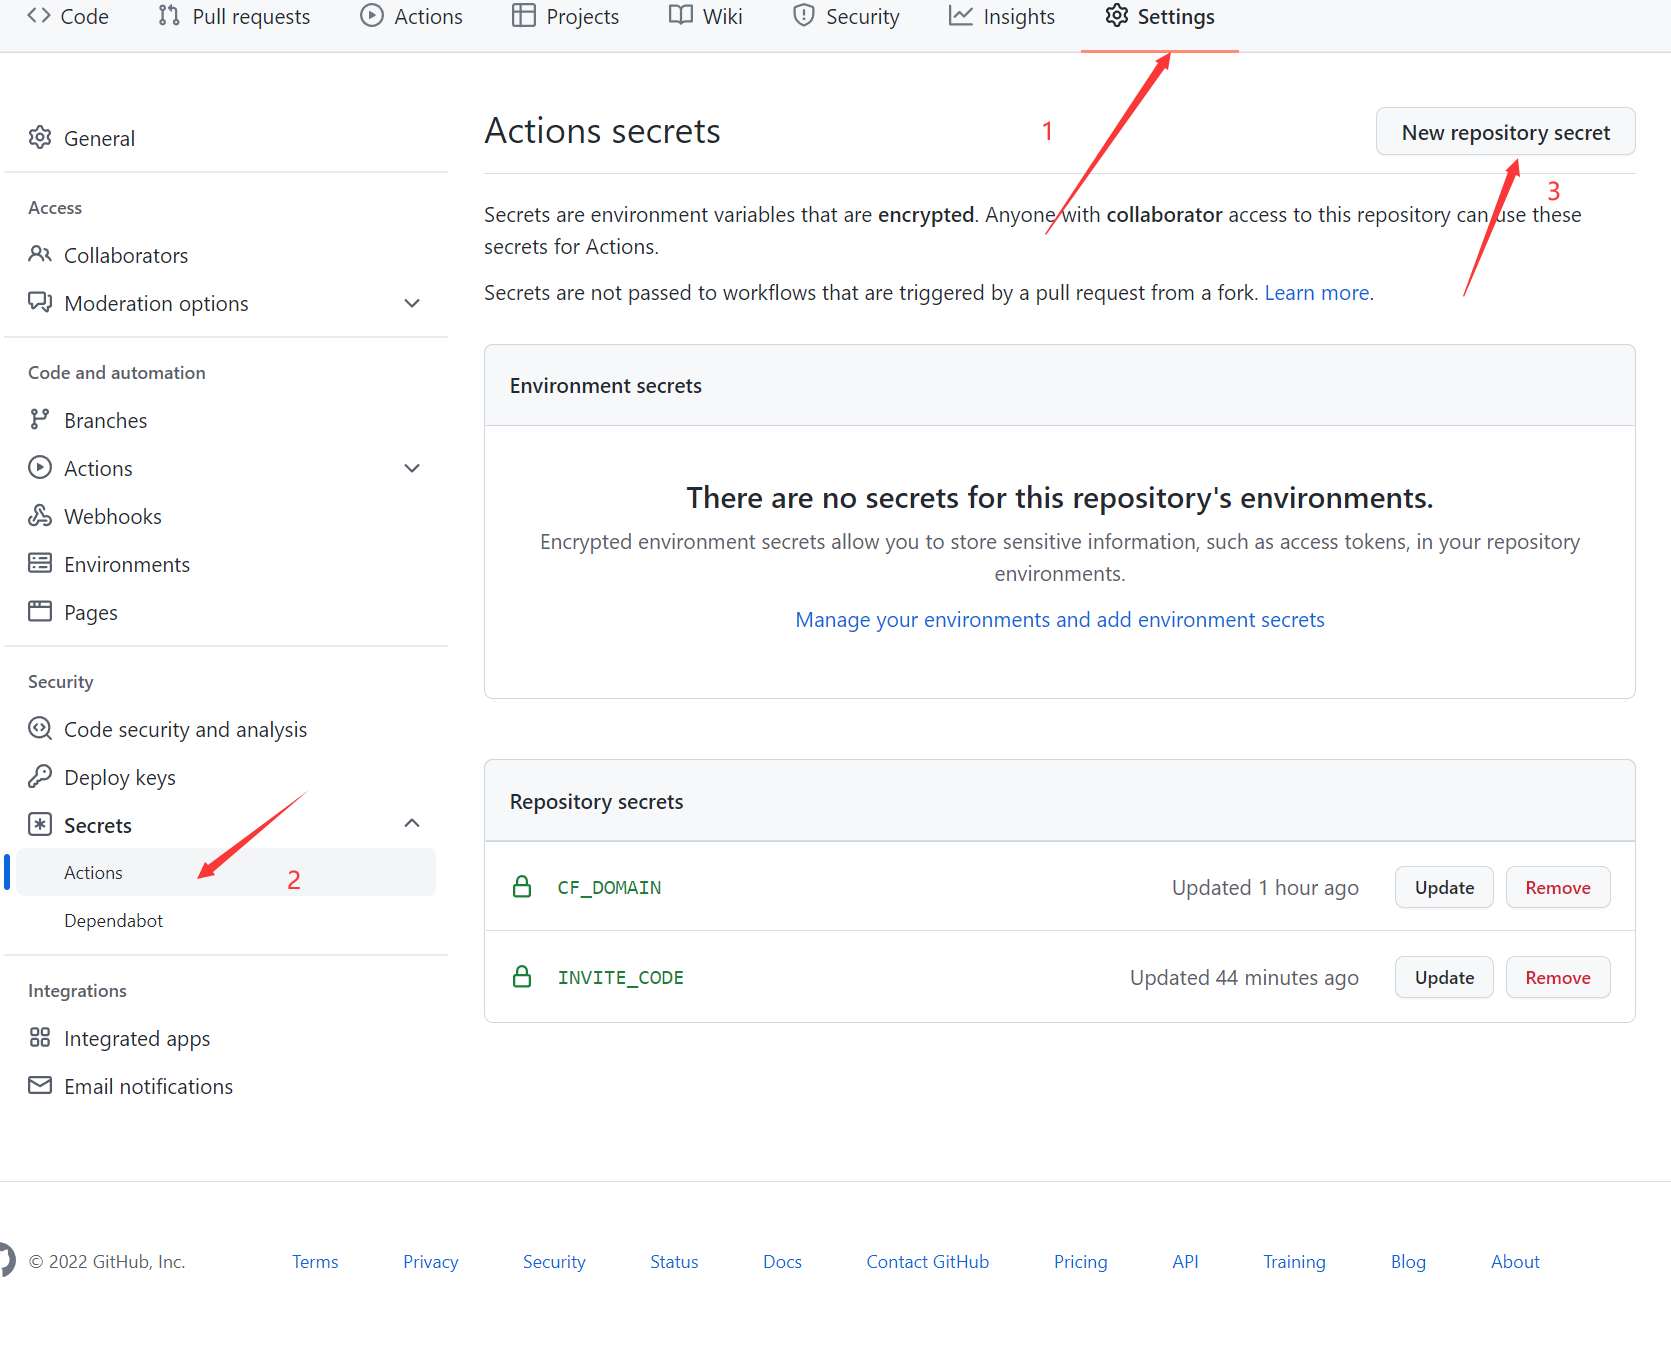 Code Pull requests Actions Projects Wiki Security Insights Settings
General
Access
Collaborators
Moderation options
Code and automation
Branches
Actions
Webhooks
Environments
Pages
Security
Code security and analysis
Deploy keys
Secrets
Actions
2
Dependabot
Integrations
Integrated apps
Email notifications
Actions secrets
1
New repository secret
3
Secrets are environment variables that are encrypted. Anyone with collaborator access to this repository can use these
secrets for Actions.
Secrets are not passed to workflows that are triggered by a pull request from a fork. Learn more.
Environment secrets
There are no secrets for this repository's environments.
Encrypted environment secrets allow you to store sensitive information, such as access tokens, in your repository
environments.
Manage your environments and add environment secrets
Repository secrets
CF_DOMAIN Updated 1 hour ago Update Remove
INVITE_CODE Updated 44 minutes ago Update Remove
© 2022 GitHub, Inc. Terms Privacy Security Status Docs Contact GitHub Pricing API Training Blog About